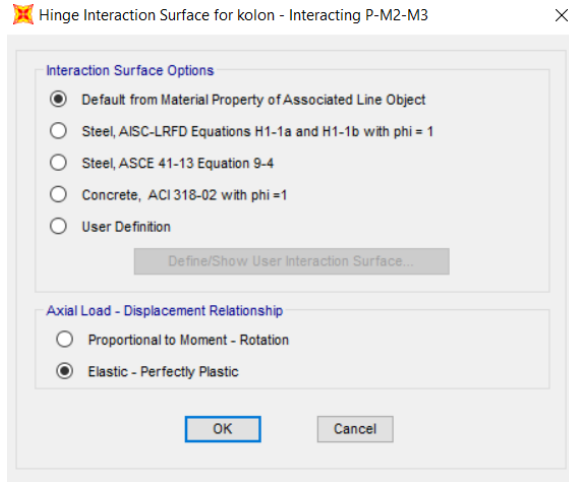 Hinge Interaction Surface for kolon - Interacting P-M2-M3
Interaction Surface Options
Default from Material Property of Associated Line Object
Steel, AISC-LRFD Equations H1-1a and H1-1b with phi = 1
Steel, ASCE 41-13 Equation 9-4
Concrete, ACI 318-02 with phi =1
User Definition
Define/Show User Interaction Surface...
Axial Load - Displacement Relationship
Proportional to Moment - Rotation
Elastic - Perfectly Plastic
OK Cancel